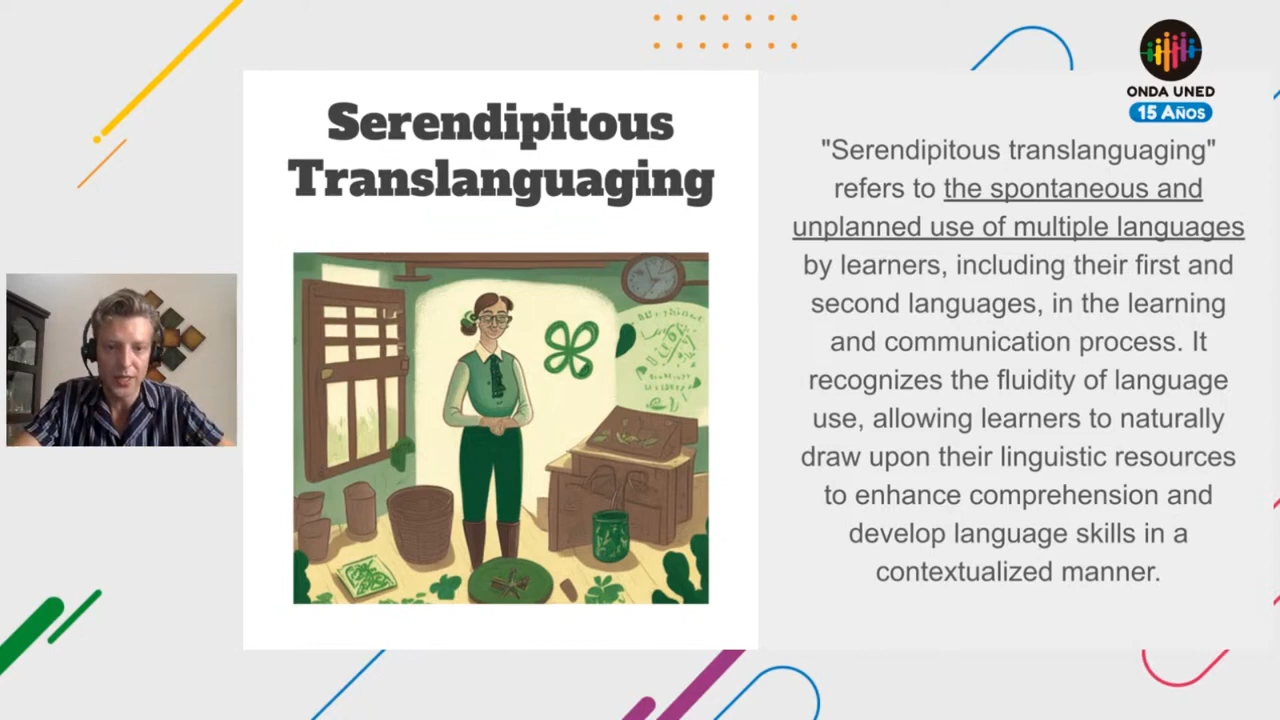 Serendipitous
Translanguaging
ONDA UNED
15 AÑOS
"Serendipitous translanguaging"
refers to the spontaneous and
unplanned use of multiple languages
by learners, including their first and
second languages, in the learning
and communication process. It
recognizes the fluidity of language
use, allowing learners to naturally
draw upon their linguistic resources
to enhance comprehension and
develop language skills in a
contextualized manner.